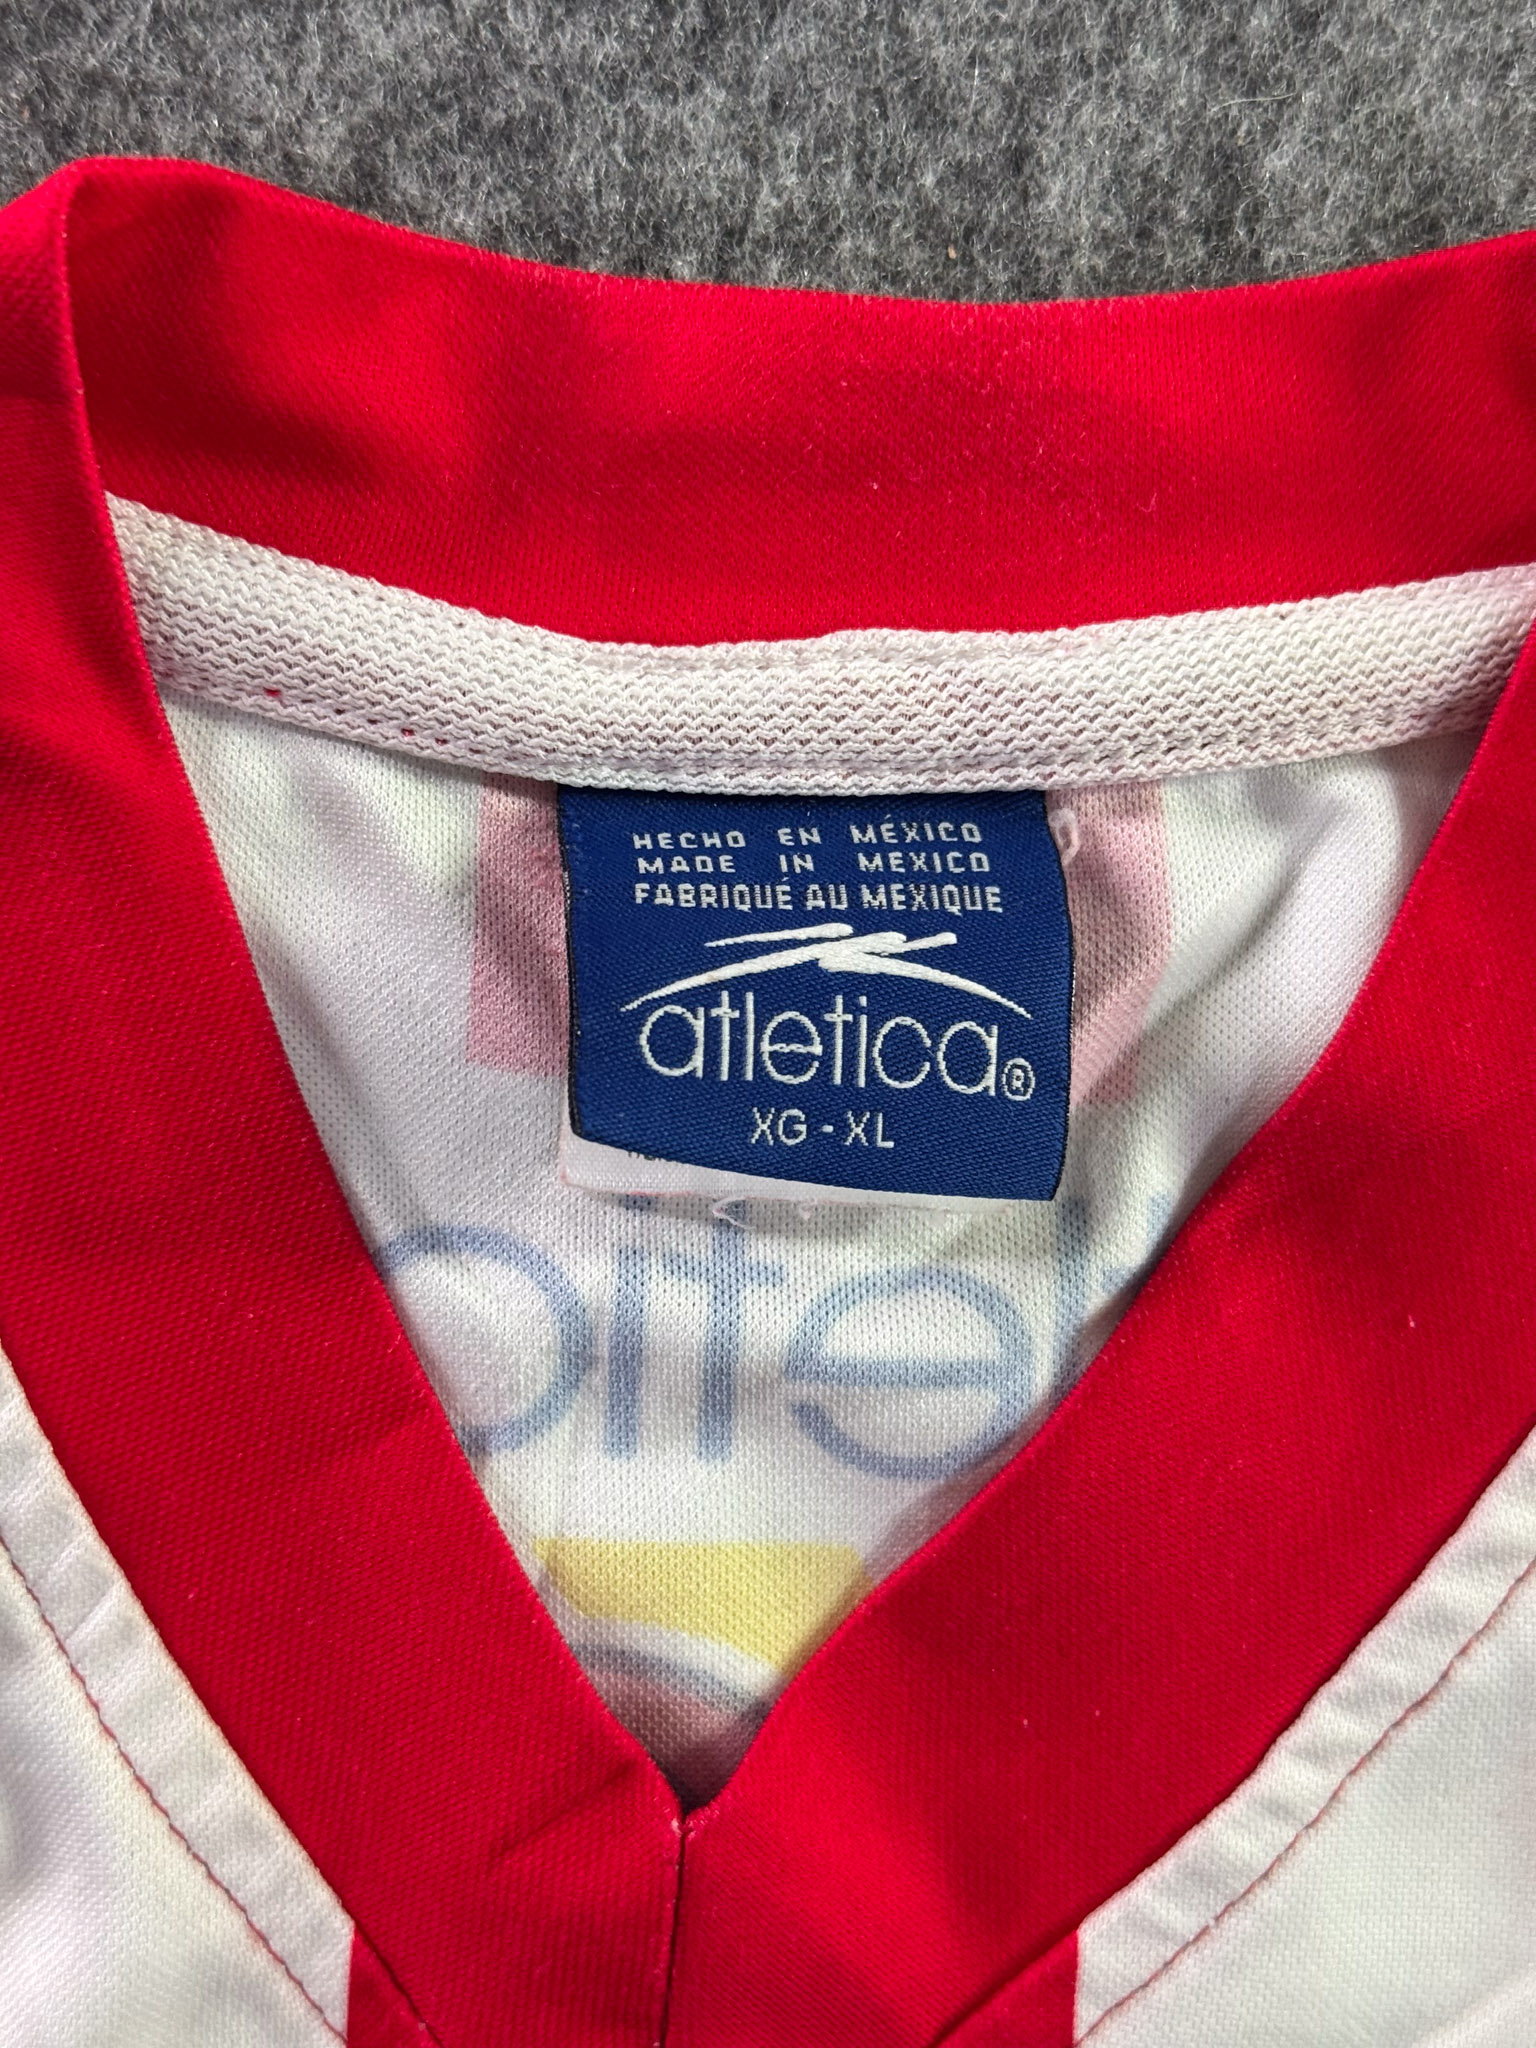 HECHO EN MÉXICO
MADE IN MEXICO
FABRIQUÉ AU MEXIQUE
atletica®
XG - XL